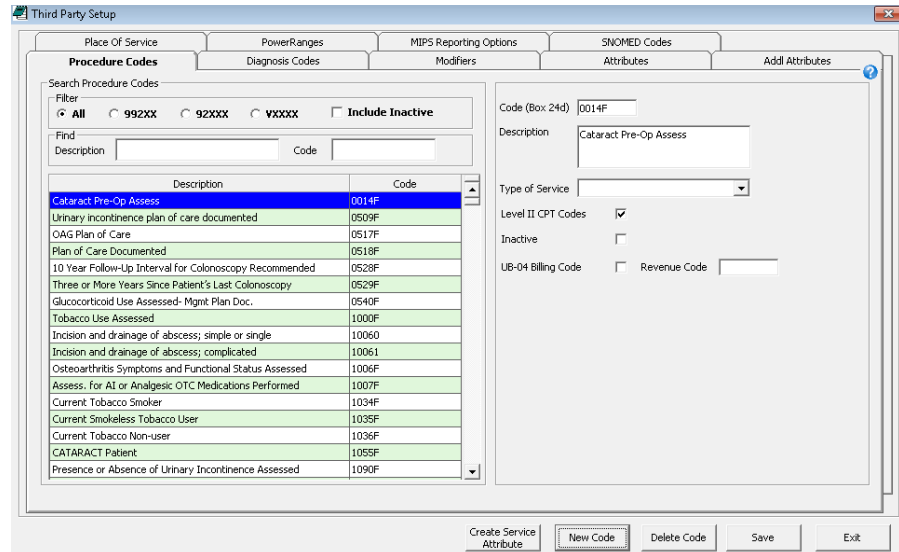 Third Party Setup
Place Of Service PowerRanges MIPS Reporting Options SNOMED Codes
Procedure Codes Diagnosis Codes Modifiers Attributes Addl Attributes
Search Procedure Codes
Filter
All 992XX 92XXX VXXXX Include Inactive
Find
Description Code
Description Code
Cataract Pre-Op Assess 0014F
Urinary incontinence plan of care documented 0509F
OAG Plan of Care 0517F
Plan of Care Documented 0518F
10 Year Follow-Up Interval for Colonoscopy Recommended 0528F
Three or More Years Since Patient's Last Colonoscopy 0529F
Glucocorticoid Use Assessed- Mgmt Plan Doc. 0540F
Tobacco Use Assessed 1000F
Incision and drainage of abscess; simple or single 10060
Incision and drainage of abscess; complicated 10061
Osteoarthritis Symptoms and Functional Status Assessed 1006F
Assess. for AI or Analgesic OTC Medications Performed 1007F
Current Tobacco Smoker 1034F
Current Smokeless Tobacco User 1035F
Current Tobacco Non-user 1036F
CATARACT Patient 1055F
Presence or Absence of Urinary Incontinence Assessed 1090F
Code (Box 24d) 0014F
Description Cataract Pre-Op Assess
Type of Service
Level II CPT Codes
Inactive
UB-04 Billing Code Revenue Code
Create Service
Attribute
New Code Delete Code Save Exit